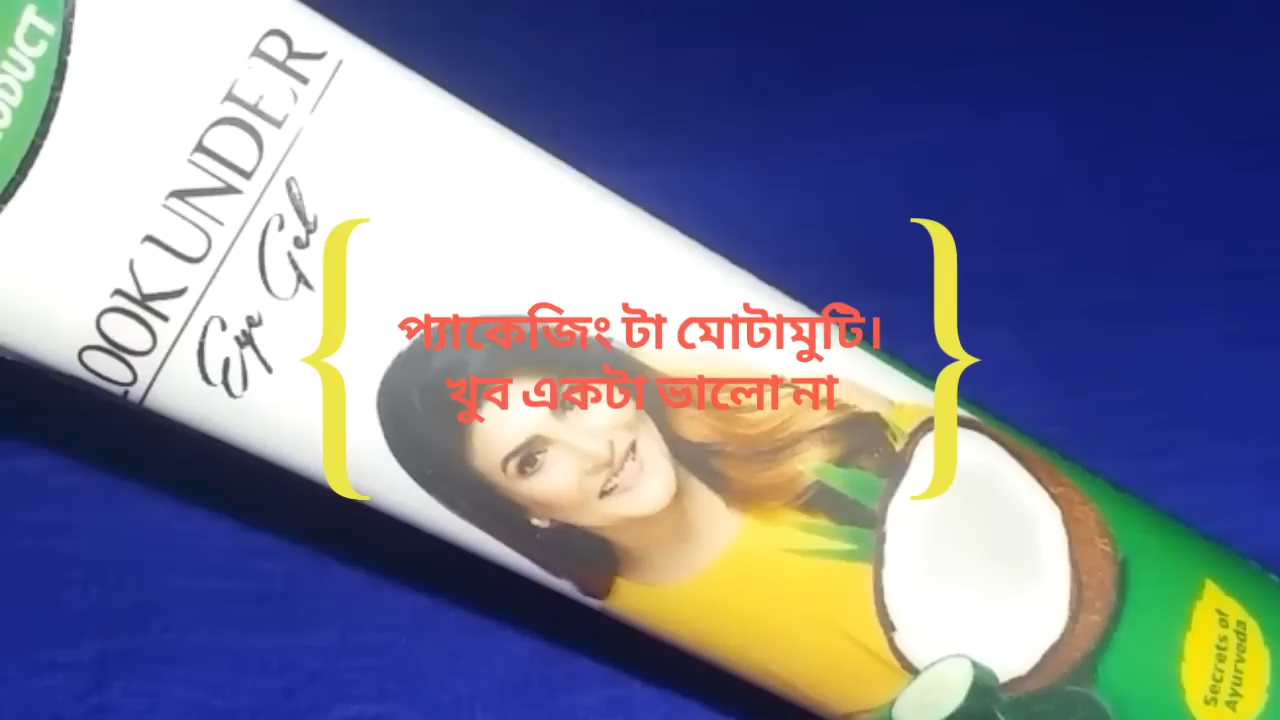 ODUCT
LOOK UNDER
Eye Gel
প্যাকেজিং টা মোটামুটি।
খুব একটা ভালো না
Secrets of
Ayurveda